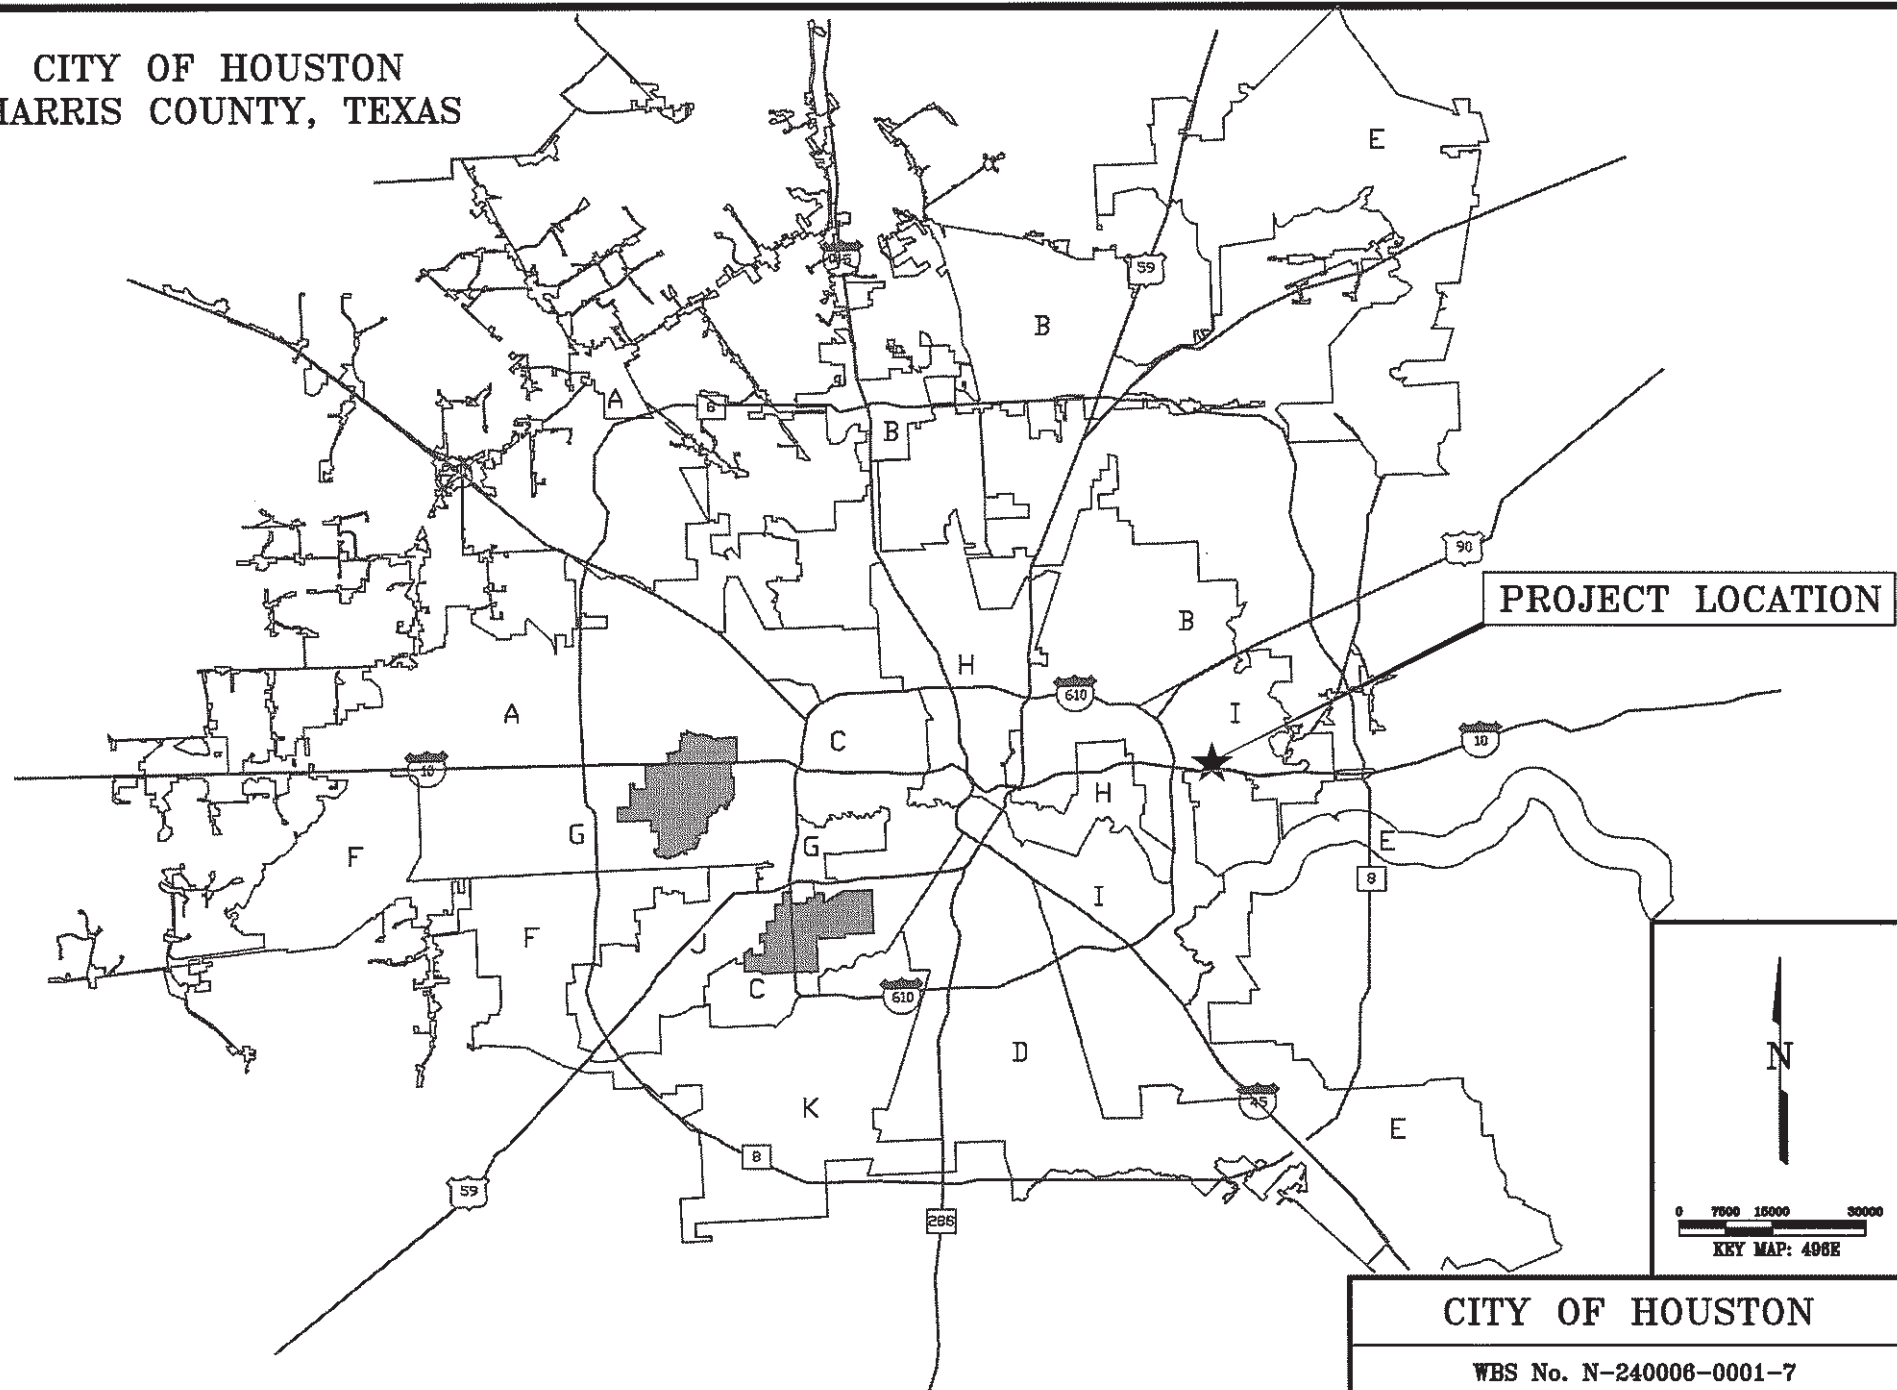 CITY OF HOUSTON
HARRIS COUNTY, TEXAS
E
59
B
A
8
B
90
PROJECT LOCATION
B
H
610
A
I
C
10
10
H
G
G
F
E
8
I
F
J
C
610
N
D
K
45
E
8
59
288
0 7500 15000 30000
KEY MAP: 496E
CITY OF HOUSTON
WBS No. N-240006-0001-7